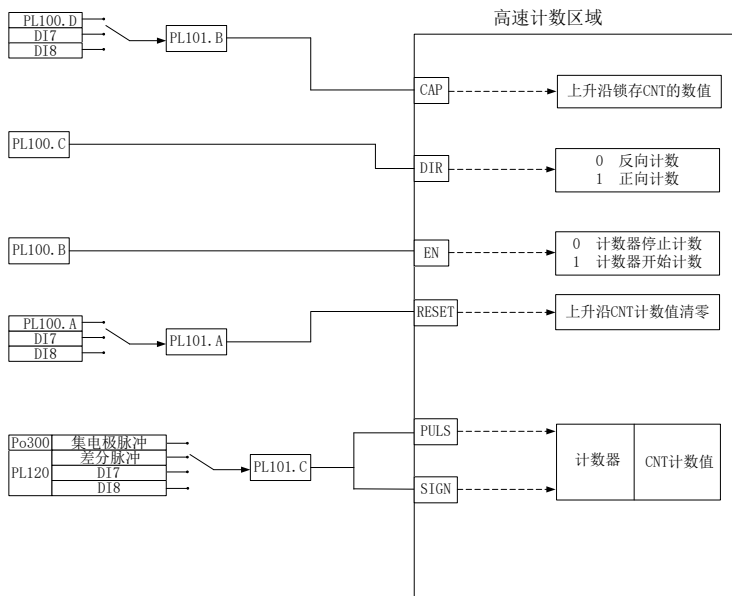 高速计数区域
PL100.D
DI7
DI8
PL101.B
CAP
上升沿锁存CNT的数值
PL100.C
DIR
0 反向计数
1 正向计数
PL100.B
EN
0 计数器停止计数
1 计数器开始计数
PL100.A
DI7
DI8
PL101.A
RESET
上升沿CNT计数值清零
Po300 集电极脉冲
PL120 差分脉冲
DI7
DI8
PL101.C
PULS
SIGN
计数器
CNT计数值